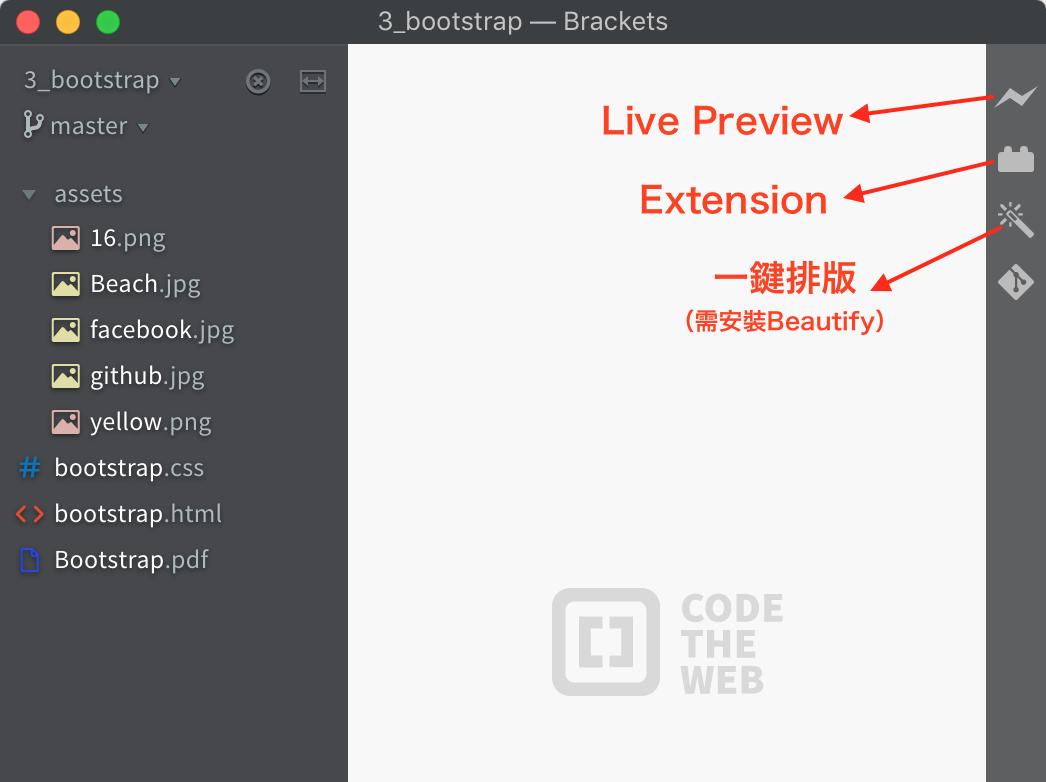 3_bootstrap — Brackets
3_bootstrap
master
assets
16.png
Beach.jpg
facebook.jpg
github.jpg
yellow.png
bootstrap.css
bootstrap.html
Bootstrap.pdf
Live Preview
Extension
一鍵排版
（需安裝Beautify）
CODE
THE
WEB